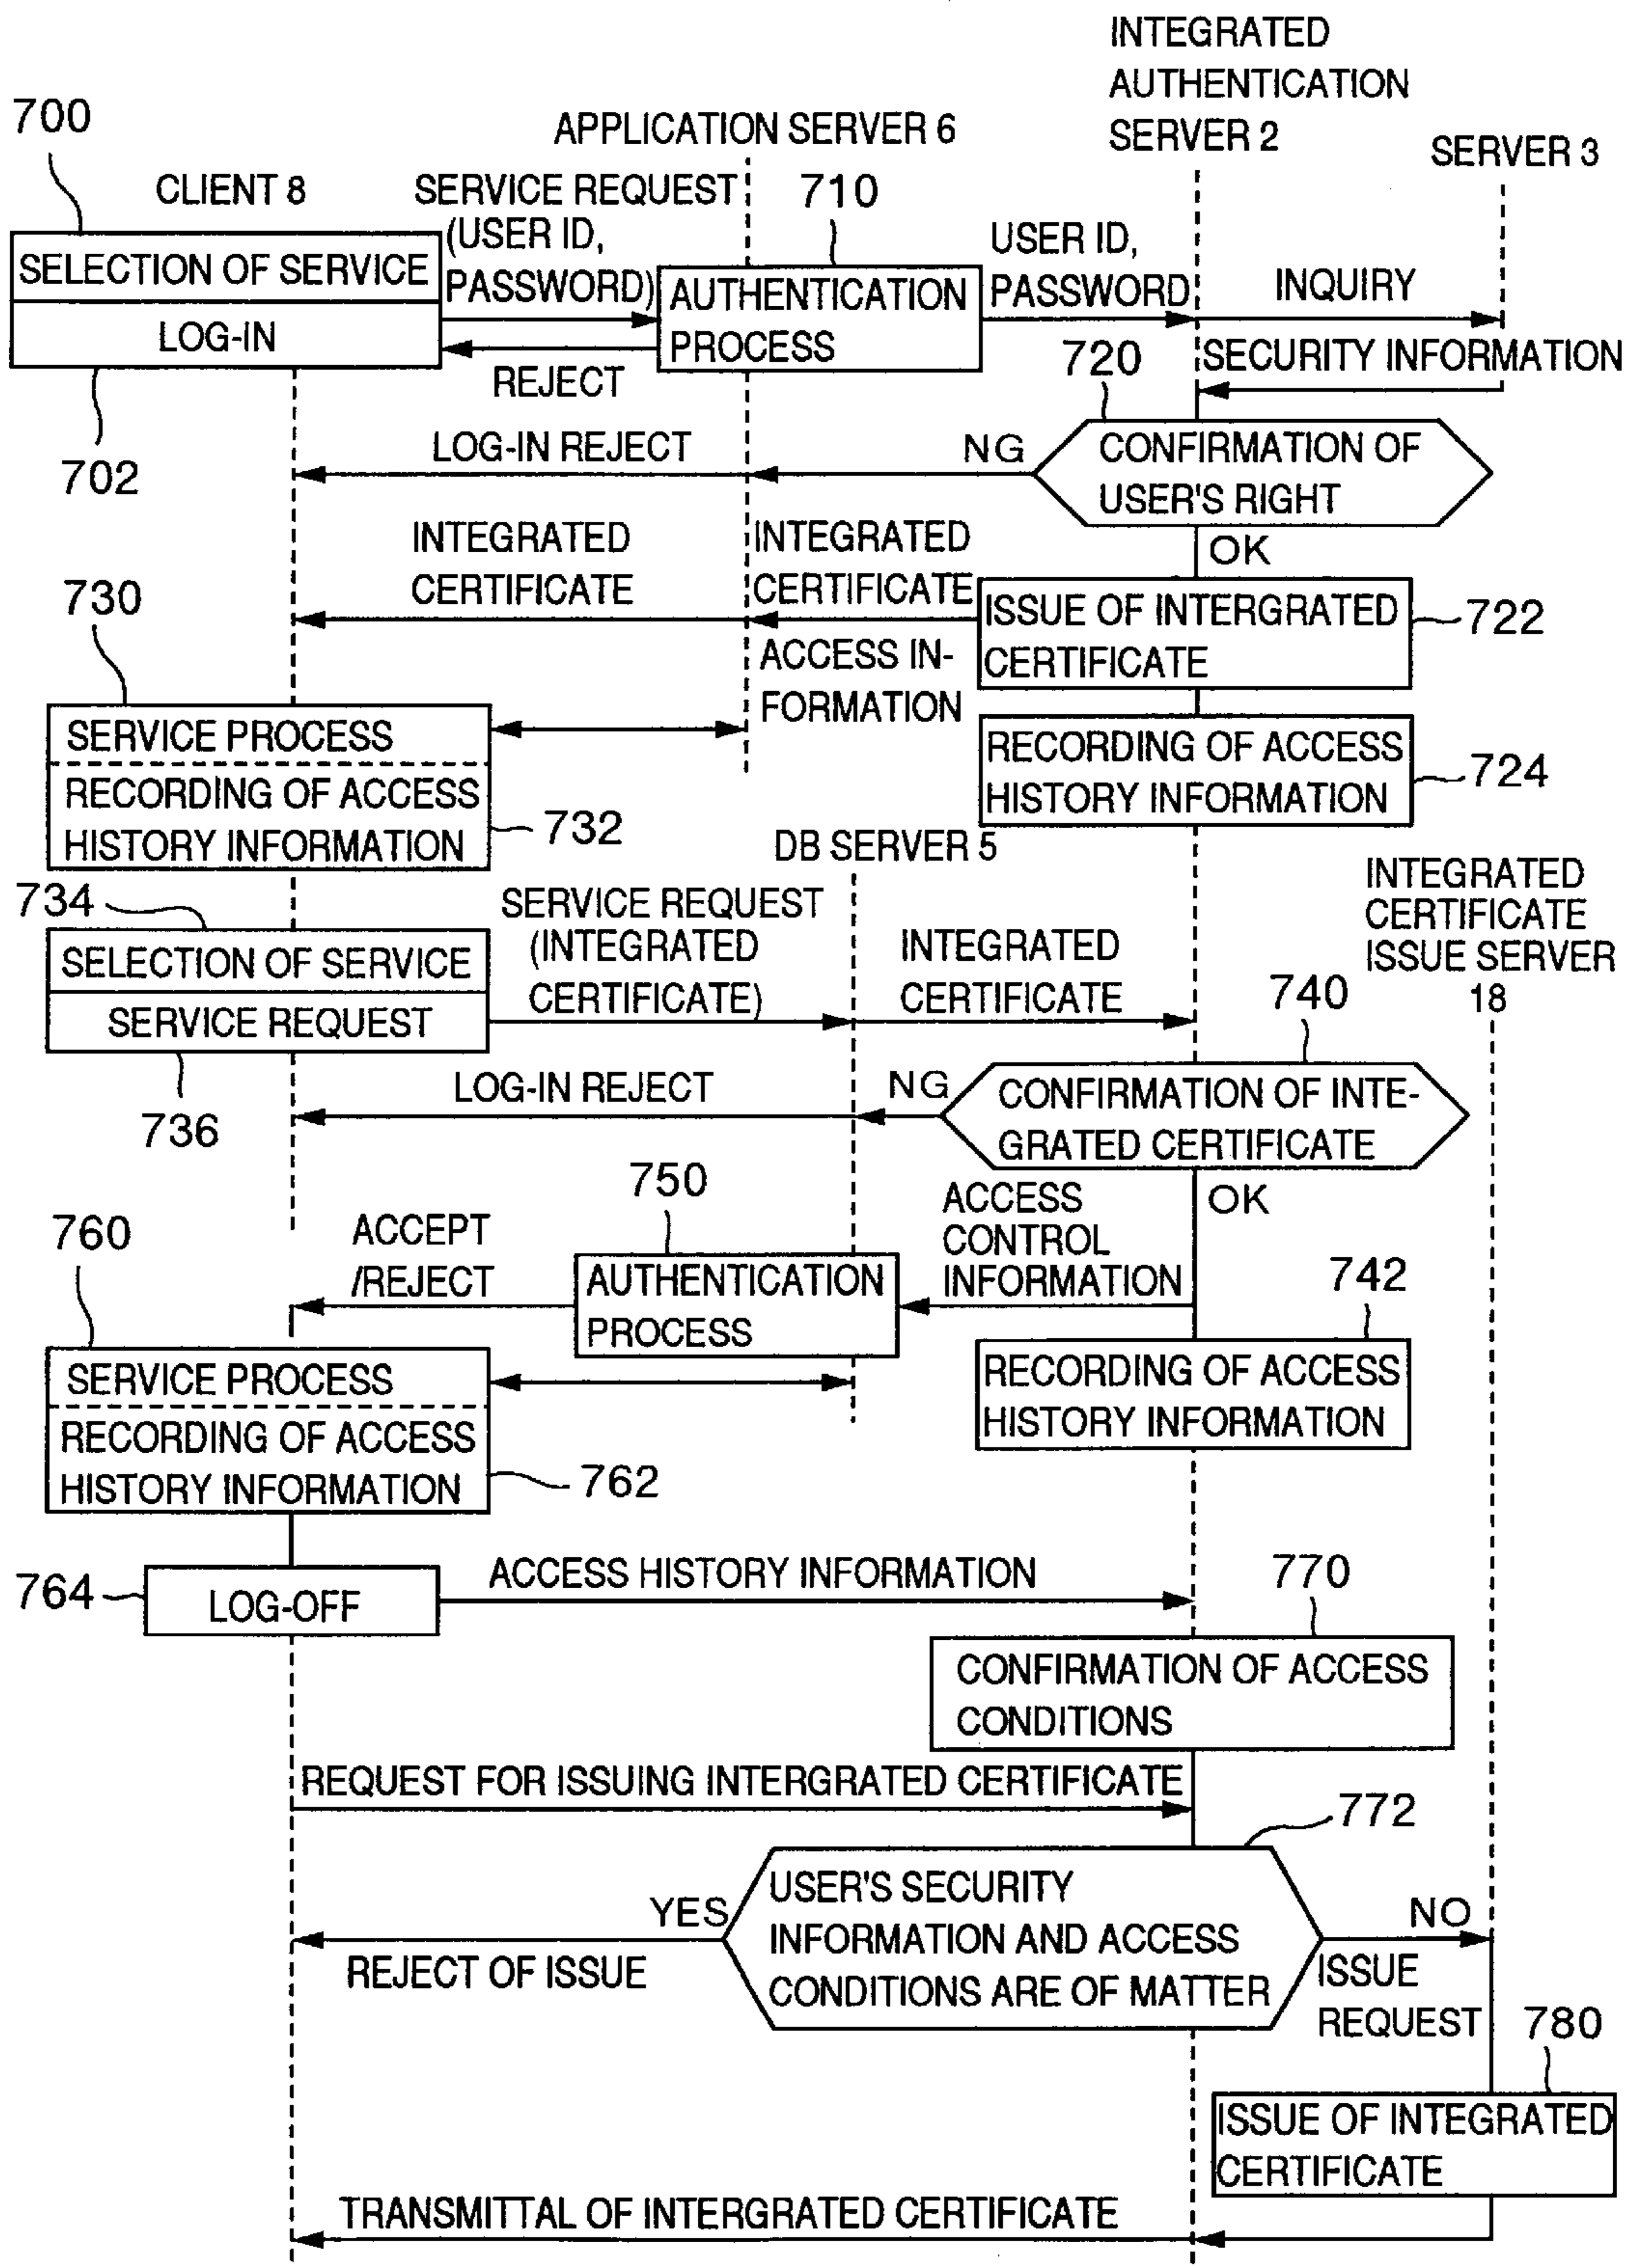 INTEGRATED
AUTHENTICATION
SERVER 2
700
APPLICATION SERVER 6
SERVER 3
CLIENT 8
SERVICE REQUEST
(USER ID,
PASSWORD)
710
USER ID,
PASSWORD
SELECTION OF SERVICE
LOG-IN
AUTHENTICATION
PROCESS
INQUIRY
REJECT
720
SECURITY INFORMATION
702
LOG-IN REJECT
NG
CONFIRMATION OF
USER'S RIGHT
OK
INTEGRATED
CERTIFICATE
INTEGRATED
CERTIFICATE
730
ISSUE OF INTERGRATED
CERTIFICATE
722
ACCESS IN-
FORMATION
SERVICE PROCESS
RECORDING OF ACCESS
HISTORY INFORMATION
732
RECORDING OF ACCESS
HISTORY INFORMATION
724
DB SERVER 5
INTEGRATED
CERTIFICATE
ISSUE SERVER
18
734
SERVICE REQUEST
(INTEGRATED
CERTIFICATE)
INTEGRATED
CERTIFICATE
SELECTION OF SERVICE
SERVICE REQUEST
740
736
LOG-IN REJECT
NG
CONFIRMATION OF INTE-
GRATED CERTIFICATE
OK
750
ACCESS
CONTROL
INFORMATION
760
ACCEPT
/REJECT
AUTHENTICATION
PROCESS
742
SERVICE PROCESS
RECORDING OF ACCESS
HISTORY INFORMATION
762
RECORDING OF ACCESS
HISTORY INFORMATION
764
LOG-OFF
ACCESS HISTORY INFORMATION
770
CONFIRMATION OF ACCESS
CONDITIONS
REQUEST FOR ISSUING INTERGRATED CERTIFICATE
772
USER'S SECURITY
INFORMATION AND ACCESS
CONDITIONS ARE OF MATTER
YES
REJECT OF ISSUE
NO
ISSUE
REQUEST
780
ISSUE OF INTEGRATED
CERTIFICATE
TRANSMITTAL OF INTERGRATED CERTIFICATE